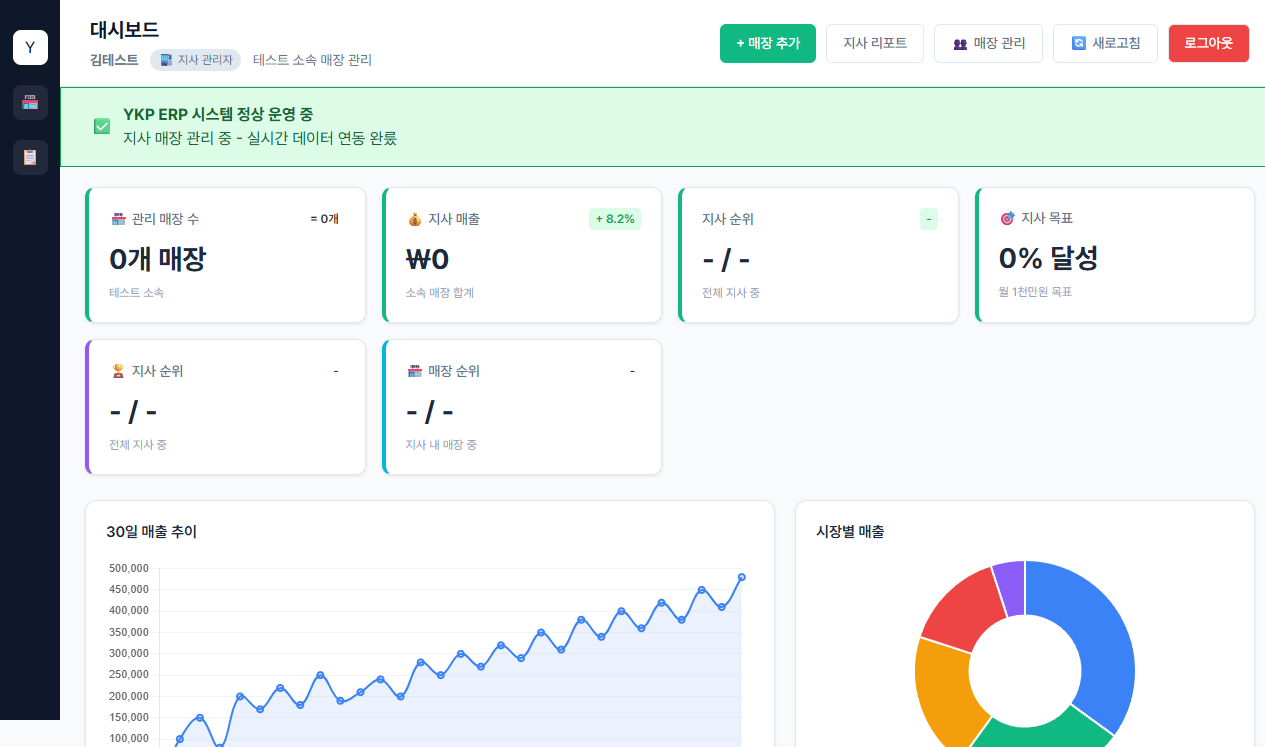 Y
대시보드
김테스트 지사 관리자 테스트 소속 매장 관리
+ 매장 추가
지사 리포트
매장 관리
새로고침
로그아웃
YKP ERP 시스템 정상 운영 중
지사 매장 관리 중 - 실시간 데이터 연동 완료
관리 매장 수 = 0개
0개 매장
테스트 소속
지사 매출 + 8.2%
₩0
소속 매장 합계
지사 순위 -
- / -
전체 지사 중
지사 목표
0% 달성
월 1천만원 목표
지사 순위 -
- / -
전체 지사 중
매장 순위 -
- / -
지사 내 매장 중
30일 매출 추이
500,000
450,000
400,000
350,000
300,000
250,000
200,000
150,000
100,000
시장별 매출